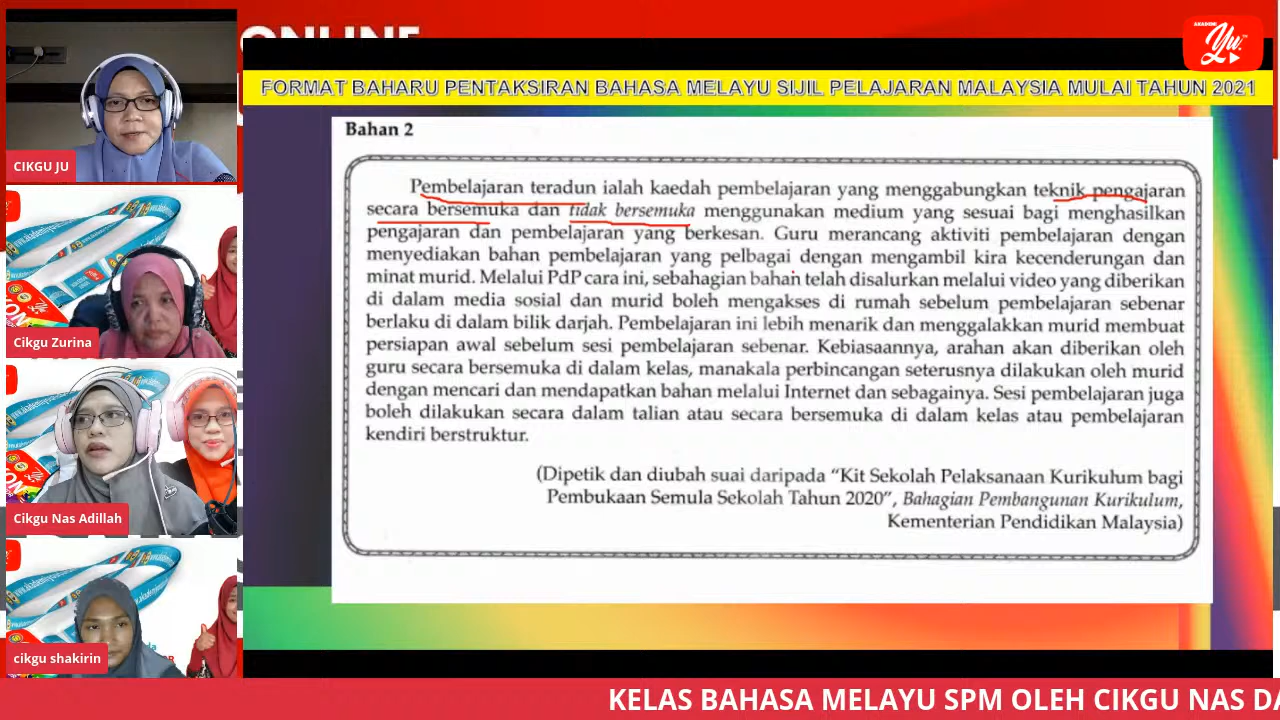 ONLINE
AKADEMI
Yu.
FORMAT BAHARU PENTAKSIRAN BAHASA MELAYU SIJIL PELAJARAN MALAYSIA MULAI TAHUN 2021
CIKGU JU
Cikgu Zurina
Cikgu Nas Adillah
cikgu shakirin
Bahan 2
Pembelajaran teradun ialah kaedah pembelajaran yang menggabungkan teknik pengajaran
secara bersemuka dan tidak bersemuka menggunakan medium yang sesuai bagi menghasilkan
pengajaran dan pembelajaran yang berkesan. Guru merancang aktiviti pembelajaran dengan
menyediakan bahan pembelajaran yang pelbagai dengan mengambil kira kecenderungan dan
minat murid. Melalui PdP cara ini, sebahagian bahan telah disalurkan melalui video yang diberikan
di dalam media sosial dan murid boleh mengakses di rumah sebelum pembelajaran sebenar
berlaku di dalam bilik darjah. Pembelajaran ini lebih menarik dan menggalakkan murid membuat
persiapan awal sebelum sesi pembelajaran sebenar. Kebiasaannya, arahan akan diberikan oleh
guru secara bersemuka di dalam kelas, manakala perbincangan seterusnya dilakukan oleh murid
dengan mencari dan mendapatkan bahan melalui Internet dan sebagainya. Sesi pembelajaran juga
boleh dilakukan secara dalam talian atau secara bersemuka di dalam kelas atau pembelajaran
kendiri berstruktur.
(Dipetik dan diubah suai daripada “Kit Sekolah Pelaksanaan Kurikulum bagi
Pembukaan Semula Sekolah Tahun 2020”, Bahagian Pembangunan Kurikulum,
Kementerian Pendidikan Malaysia)
KELAS BAHASA MELAYU SPM OLEH CIKGU NAS DA